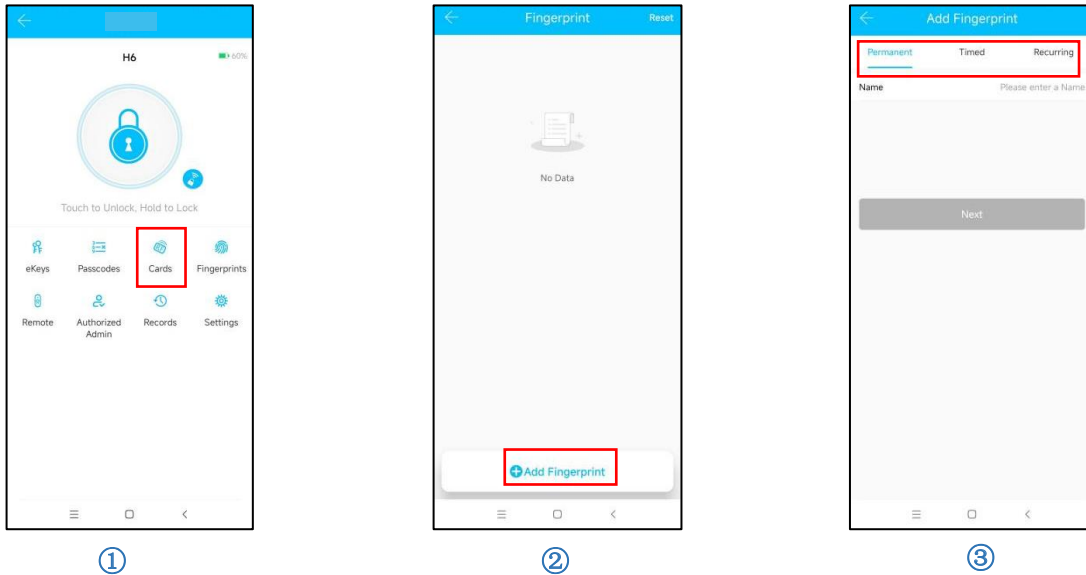 H6
60%
Touch to Unlock, Hold to Lock
eKeys Passcodes Cards Fingerprints
Remote Authorized Admin Records Settings
①
Fingerprint Reset
No Data
Add Fingerprint
②
Add Fingerprint
Permanent Timed Recurring
Name Please enter a Name
Next
③